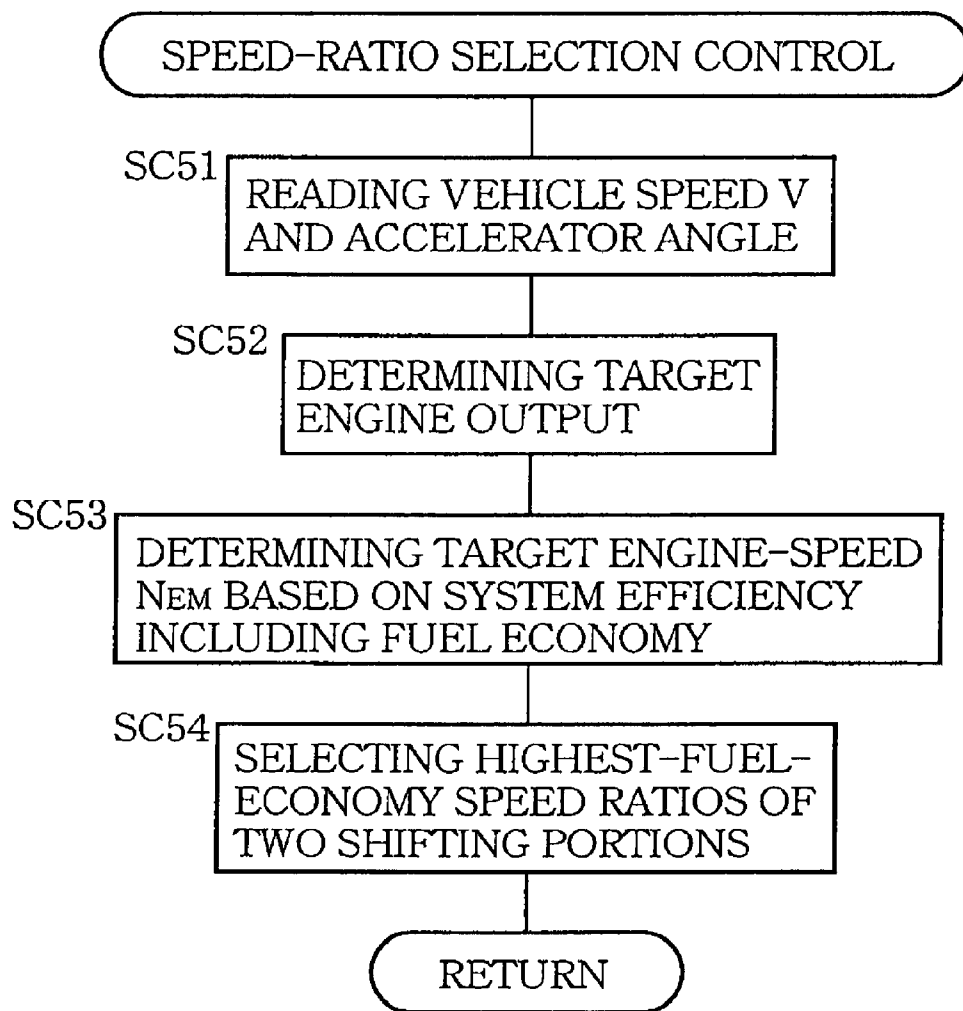 SPEED-RATIO SELECTION CONTROL
SC51
READING VEHICLE SPEED V
AND ACCELERATOR ANGLE
SC52
DETERMINING TARGET
ENGINE OUTPUT
SC53
DETERMINING TARGET ENGINE-SPEED
NEM BASED ON SYSTEM EFFICIENCY
INCLUDING FUEL ECONOMY
SC54
SELECTING HIGHEST-FUEL-
ECONOMY SPEED RATIOS OF
TWO SHIFTING PORTIONS
RETURN